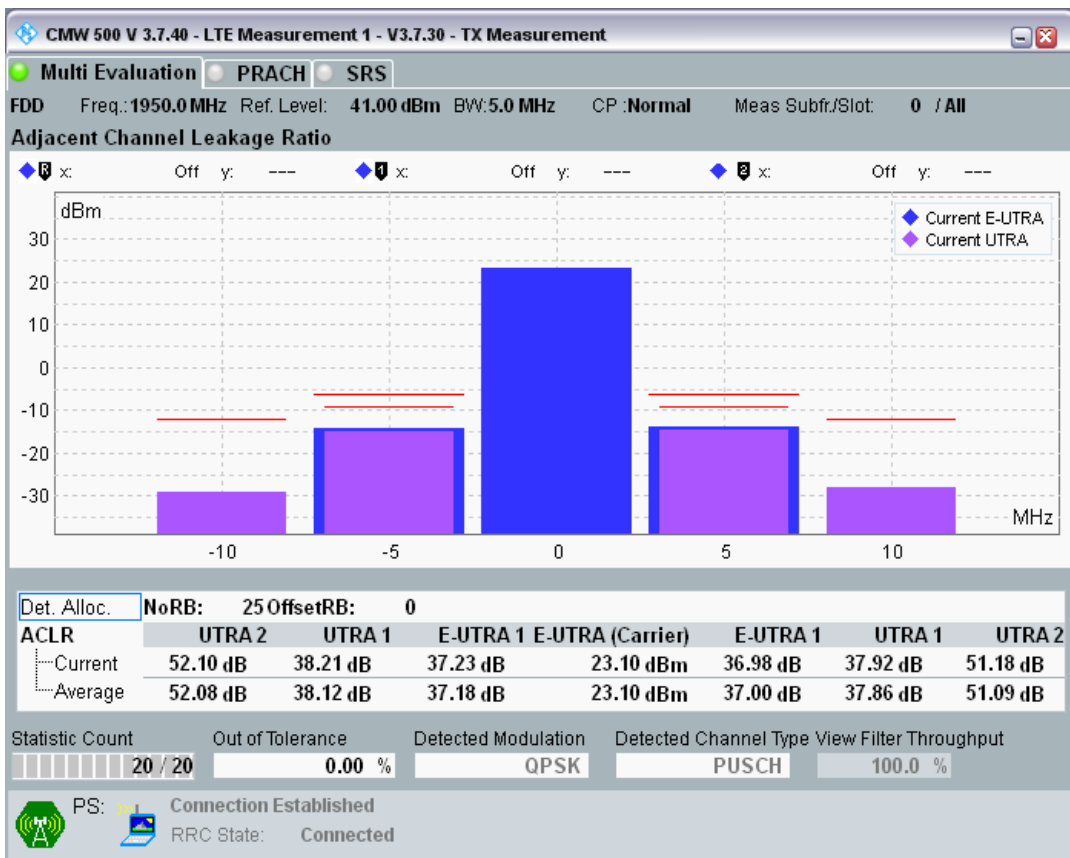 CMW 500 V 3.7.40 - LTE Measurement 1 - V3.7.30 - TX Measurement
Multi Evaluation PRACH SRS
FDD Freq.: 1950.0 MHz Ref. Level: 41.00 dBm BW: 5.0 MHz CP : Normal Meas Subfr./Slot: 0 / All
Adjacent Channel Leakage Ratio
R x: Off y: --- 1 x: Off y: --- 2 x: Off y: ---
dBm
Current E-UTRA
Current UTRA
30
20
10
0
-10
-20
-30
MHz
-10 -5 0 5 10
Det. Alloc. NoRB: 25 OffsetRB: 0
ACLR UTRA 2 UTRA 1 E-UTRA 1 E-UTRA (Carrier) E-UTRA 1 UTRA 1 UTRA 2
Current 52.10 dB 38.21 dB 37.23 dB 23.10 dBm 36.98 dB 37.92 dB 51.18 dB
Average 52.08 dB 38.12 dB 37.18 dB 23.10 dBm 37.00 dB 37.86 dB 51.09 dB
Statistic Count Out of Tolerance Detected Modulation Detected Channel Type View Filter Throughput
20 / 20 0.00 % QPSK PUSCH 100.0 %
PS: Connection Established
RRC State: Connected